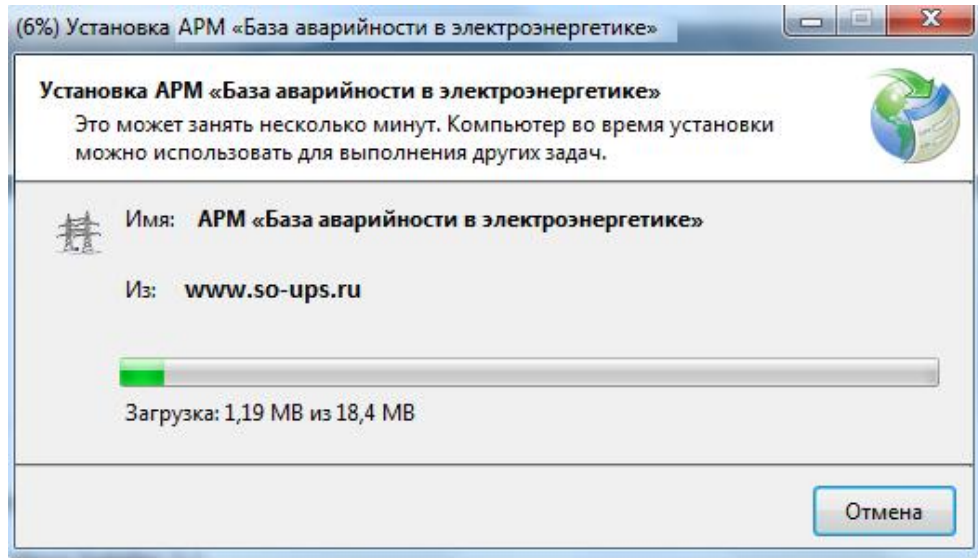 (6%) Установка АРМ «База аварийности в электроэнергетике»
Установка АРМ «База аварийности в электроэнергетике»
Это может занять несколько минут. Компьютер во время установки
можно использовать для выполнения других задач.
Имя: АРМ «База аварийности в электроэнергетике»
Из: www.so-ups.ru
Загрузка: 1,19 MB из 18,4 MB
Отмена